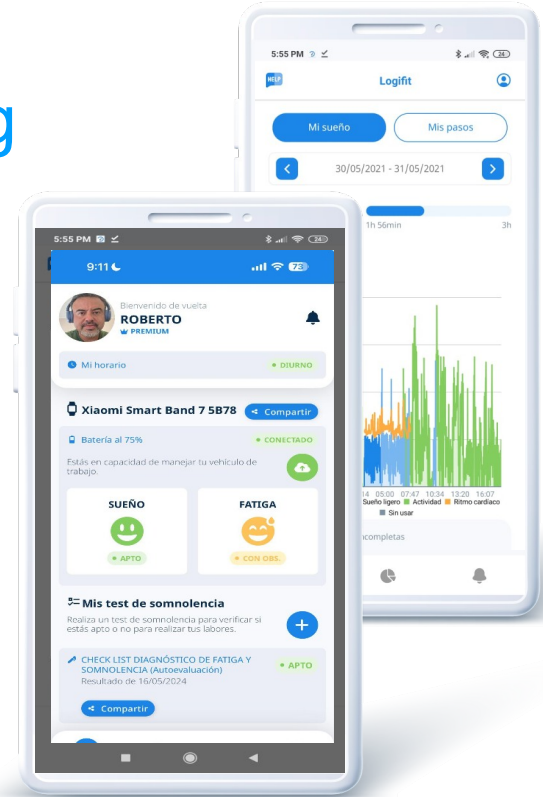 g
5:55 PM
24
HELP
Logifit
Mi sueño
Mis pasos
30/05/2021 - 31/05/2021
1h 56min
3h
14 05:00 07:47 10:34 13:20 16:07
Sueño ligero Actividad Ritmo cardiaco
Sin usar
ncompletas
5:55 PM
24
9:11
73
Bienvenido de vuelta
ROBERTO
PREMIUM
Mi horario
DIURNO
Xiaomi Smart Band 7 5B78
Compartir
Batería al 75%
CONECTADO
Estás en capacidad de manejar tu vehículo de
trabajo.
SUEÑO
FATIGA
APTO
CON OBS.
Mis test de somnolencia
Realiza un test de somnolencia para verificar si
estás apto o no para realizar tus labores.
CHECK LIST DIAGNÓSTICO DE FATIGA Y
SOMNOLENCIA (Autoevaluación)
APTO
Resultado de 16/05/2024
Compartir